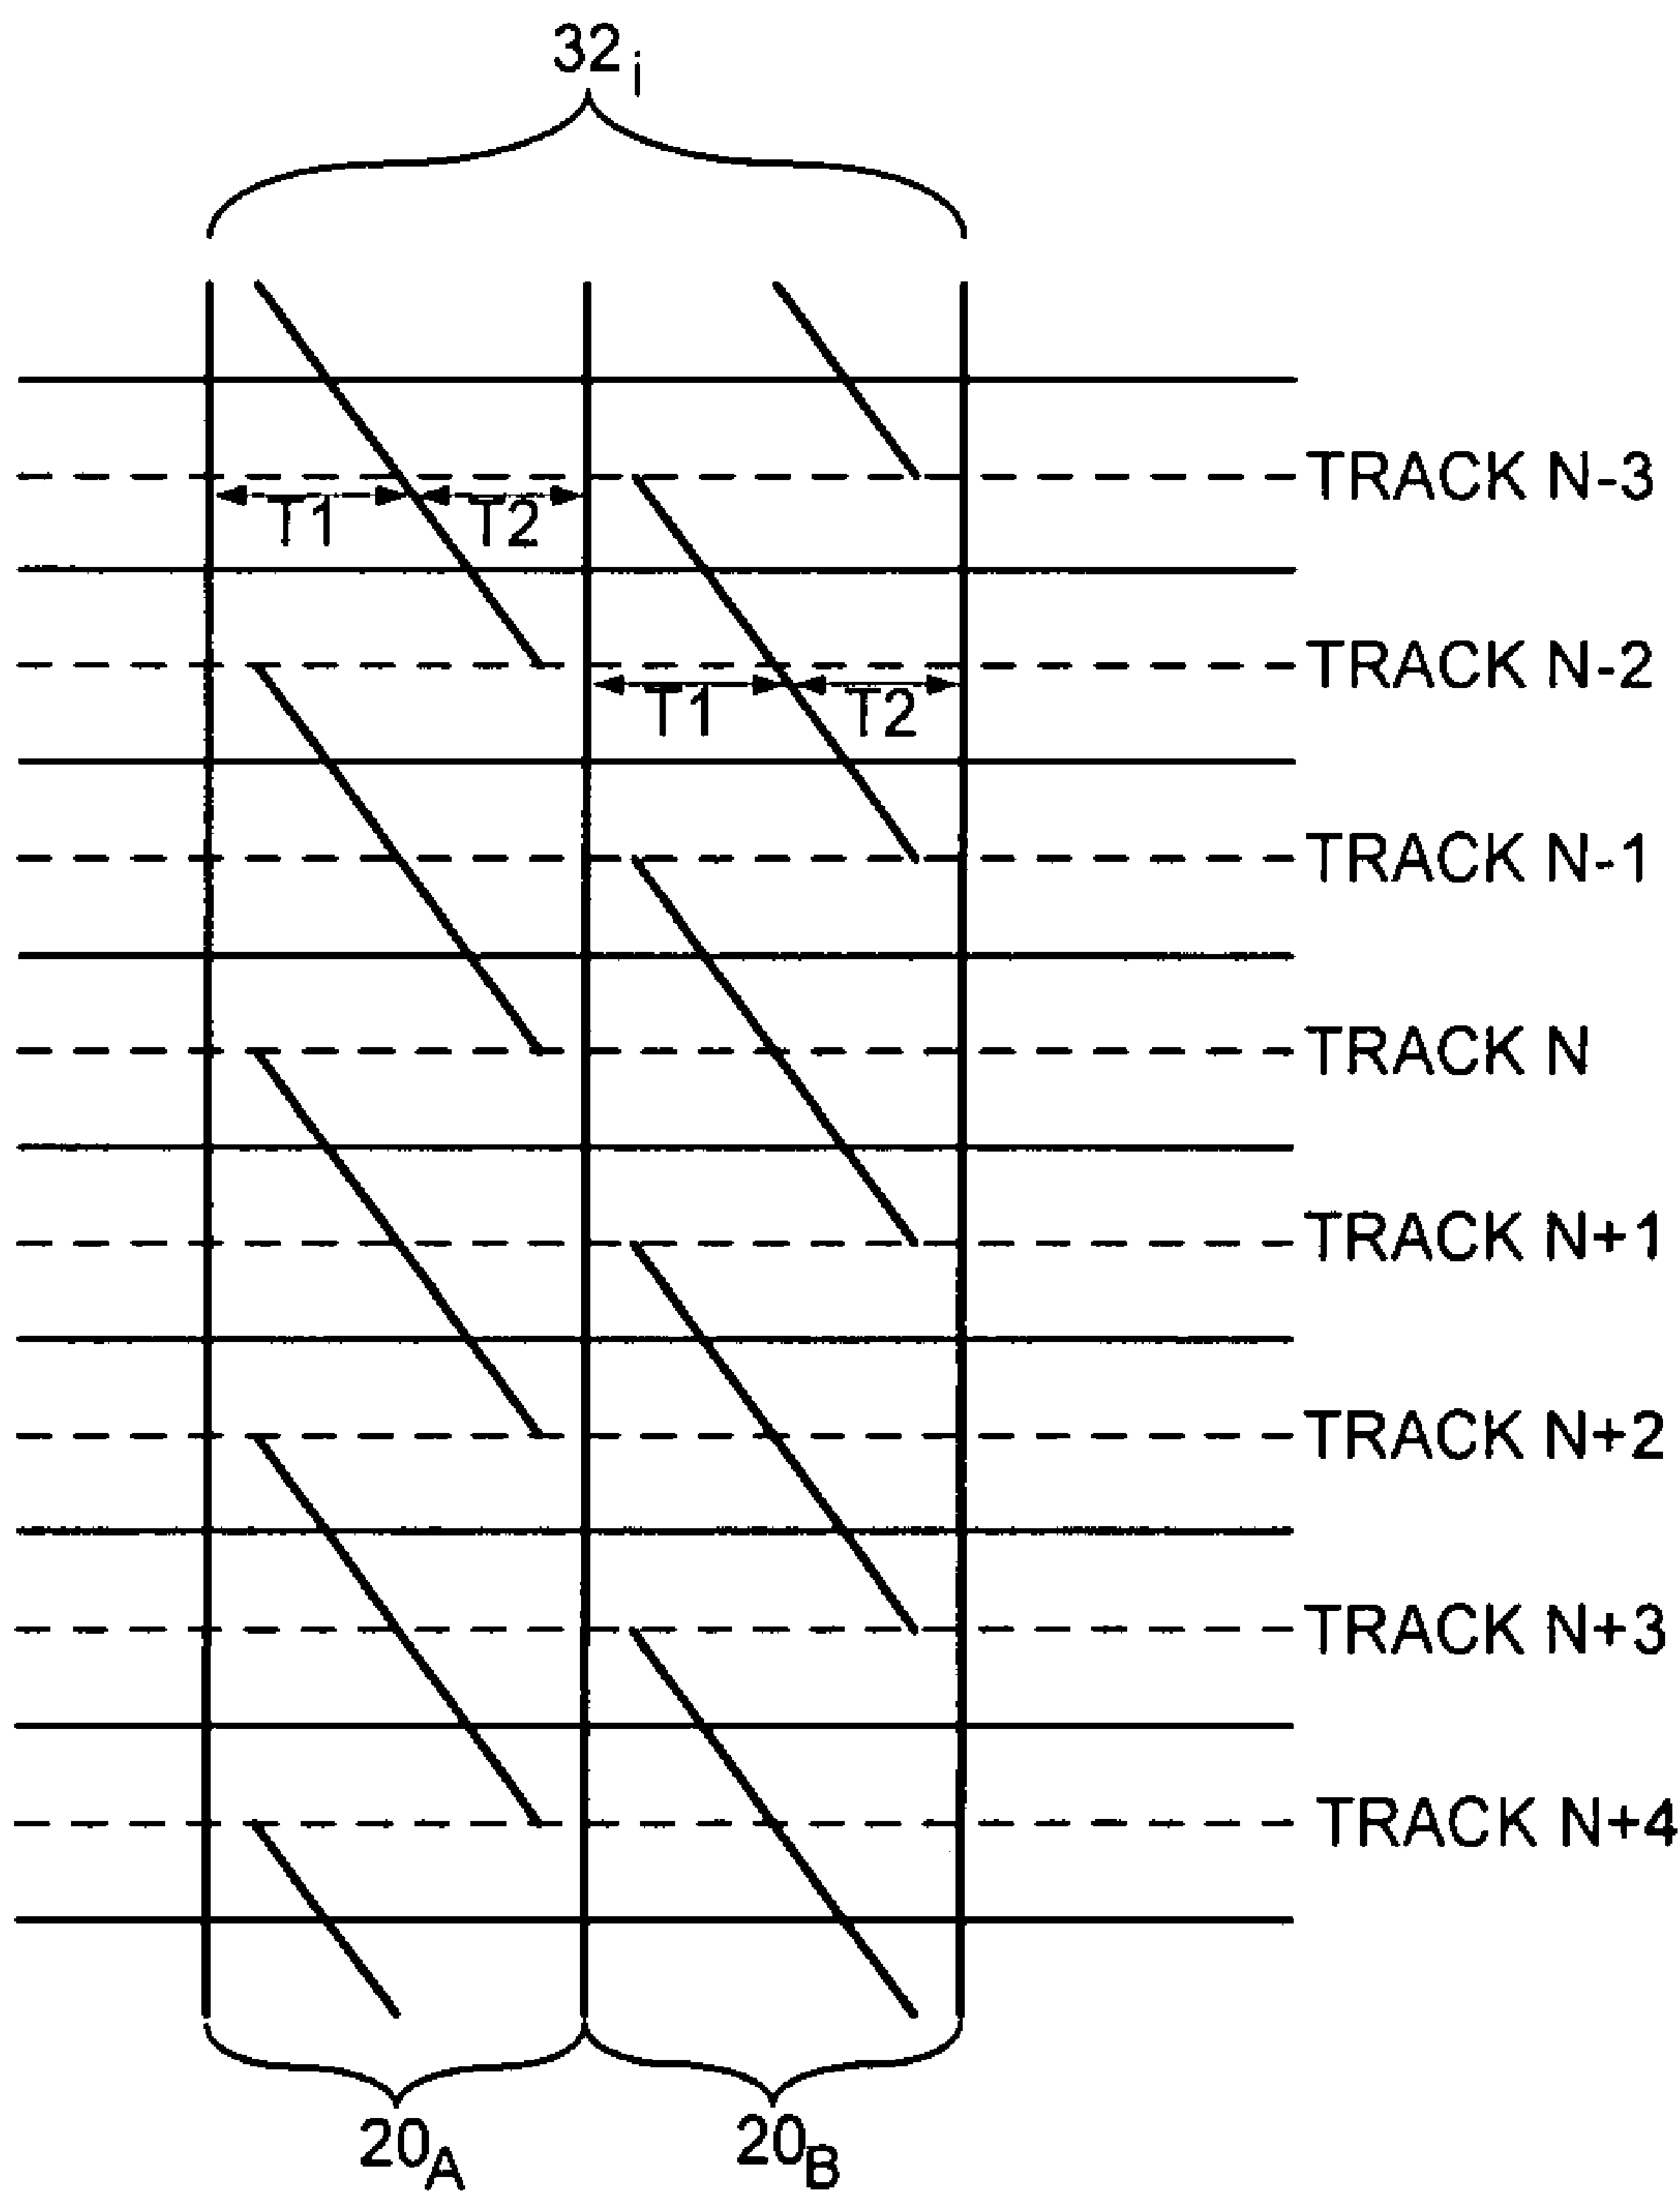 32i
TRACK N-3
T1 T2
TRACK N-2
T1 T2
TRACK N-1
TRACK N
TRACK N+1
TRACK N+2
TRACK N+3
TRACK N+4
20A 20B